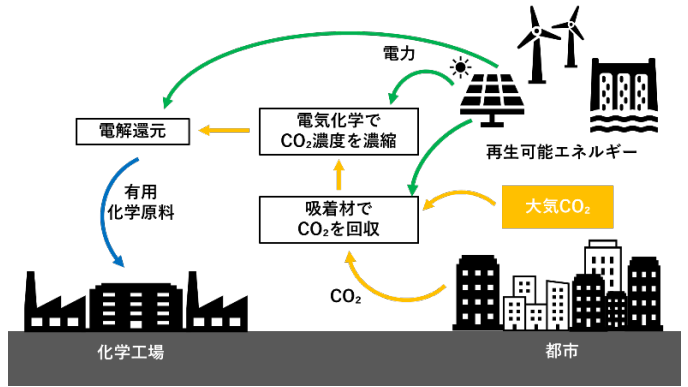 電力
電解還元
電気化学で
CO₂濃度を濃縮
再生可能エネルギー
有用
化学原料
吸着材で
CO₂を回収
大気CO₂
CO₂
化学工場
都市